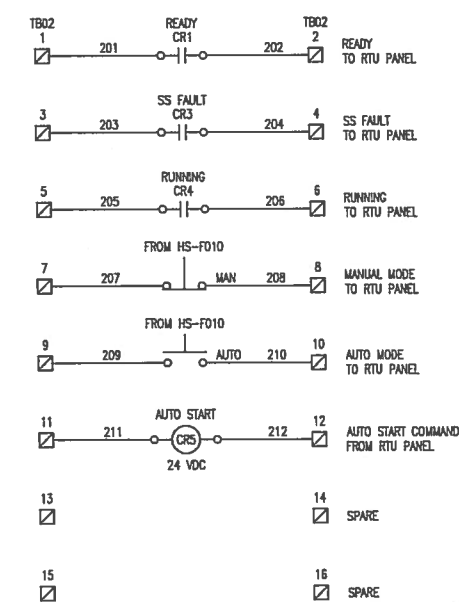 TB02 READY TB02
1 CR1 2
201 202 READY
TO RTU PANEL
SS FAULT
3 CR3 4
203 204 SS FAULT
TO RTU PANEL
RUNNING
5 CR4 6
205 206 RUNNING
TO RTU PANEL
FROM HS-F010
7 8
207 MAN 208 MANUAL MODE
TO RTU PANEL
FROM HS-F010
9 10
209 AUTO 210 AUTO MODE
TO RTU PANEL
11 AUTO START 12
211 CR5 212 AUTO START COMMAND
FROM RTU PANEL
24 VDC
13 14
SPARE
15 16
SPARE